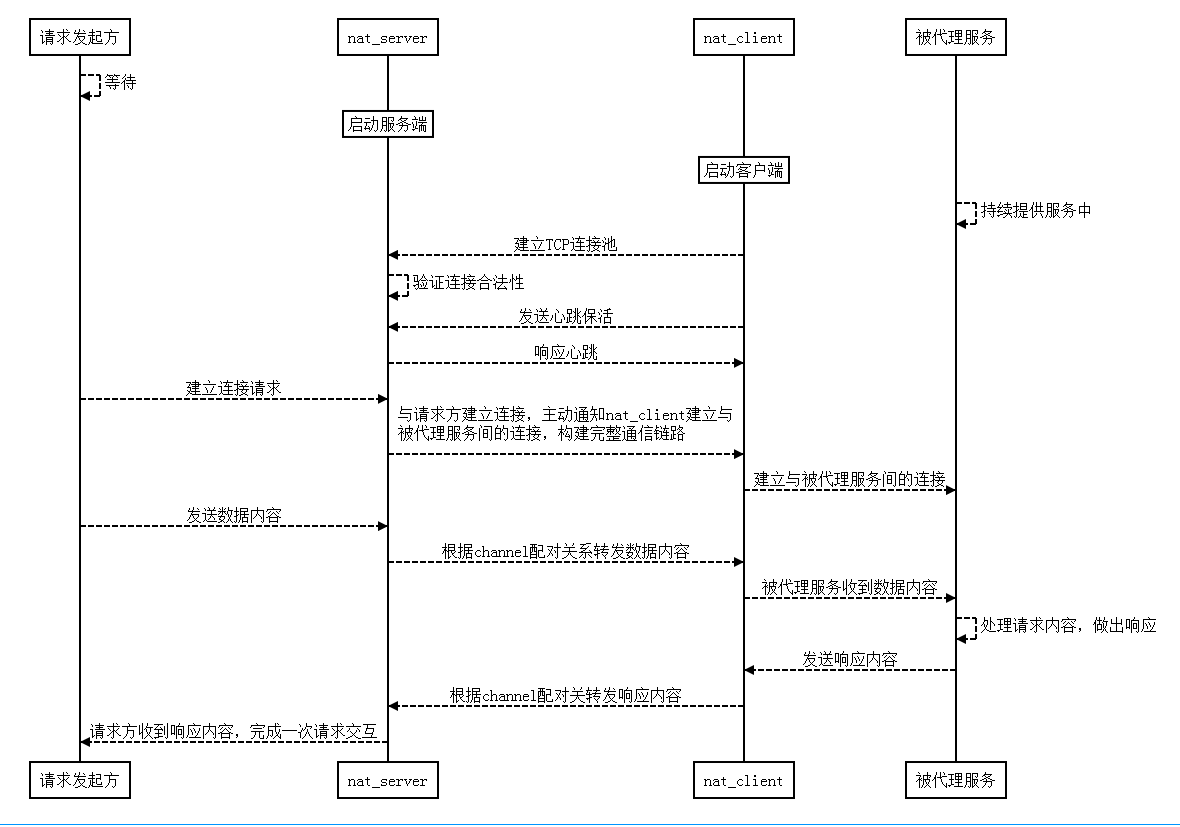 请求发起方
nat_server
nat_client
被代理服务
等待
启动服务端
启动客户端
持续提供服务中
建立TCP连接池
验证连接合法性
发送心跳保活
响应心跳
建立连接请求
与请求方建立连接，主动通知nat_client建立与
被代理服务间的连接，构建完整通信链路
建立与被代理服务间的连接
发送数据内容
根据channel配对关系转发数据内容
被代理服务收到数据内容
处理请求内容，做出响应
发送响应内容
根据channel配对关转发响应内容
请求方收到响应内容，完成一次请求交互
请求发起方
nat_server
nat_client
被代理服务